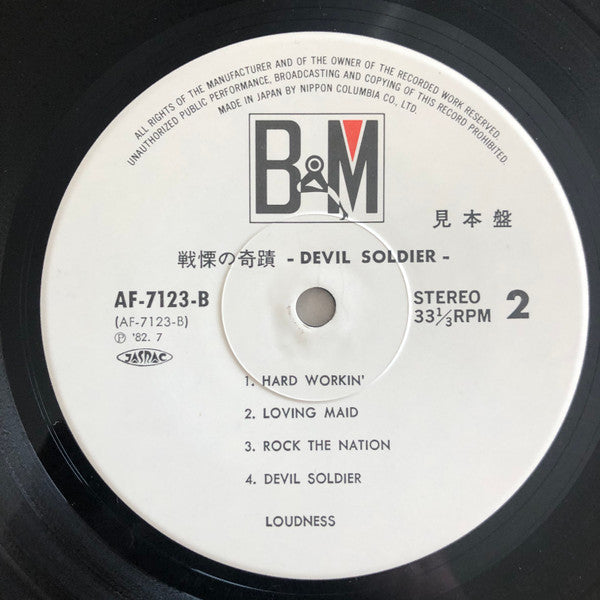 ALL RIGHTS OF THE MANUFACTURER AND OF THE OWNER OF THE RECORDED WORK RESERVED.
UNAUTHORIZED PUBLIC PERFORMANCE, BROADCASTING AND COPYING OF THIS RECORD PROHIBITED.
MADE IN JAPAN BY NIPPON COLUMBIA CO., LTD.
B&M
見本盤
戦慄の奇蹟 - DEVIL SOLDIER -
AF-7123-B
(AF-7123-B)
Ⓟ '82. 7
JASRAC
STEREO 2
33⅓RPM
1. HARD WORKIN'
2. LOVING MAID
3. ROCK THE NATION
4. DEVIL SOLDIER
LOUDNESS